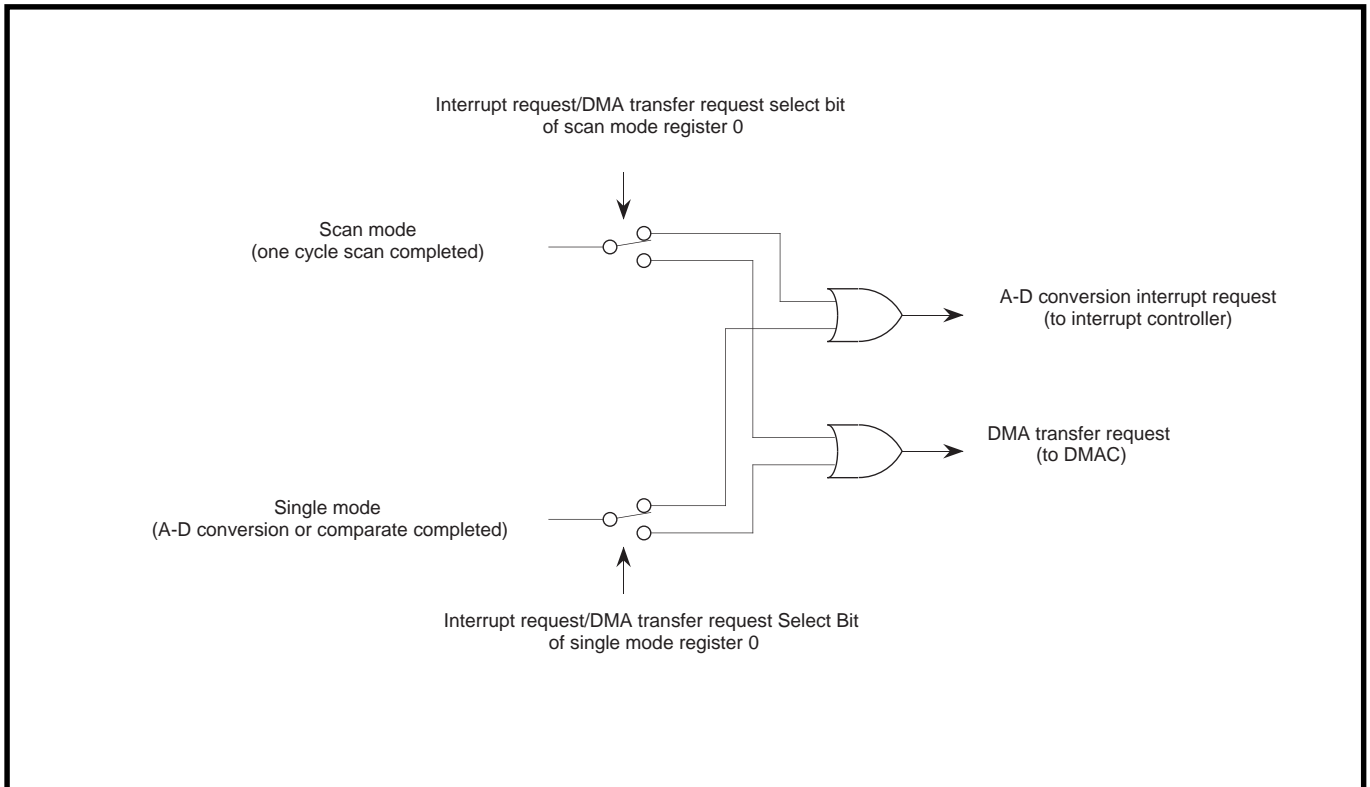 Interrupt request/DMA transfer request select bit
of scan mode register 0
Scan mode
(one cycle scan completed)
A-D conversion interrupt request
(to interrupt controller)
DMA transfer request
(to DMAC)
Single mode
(A-D conversion or comparate completed)
Interrupt request/DMA transfer request Select Bit
of single mode register 0